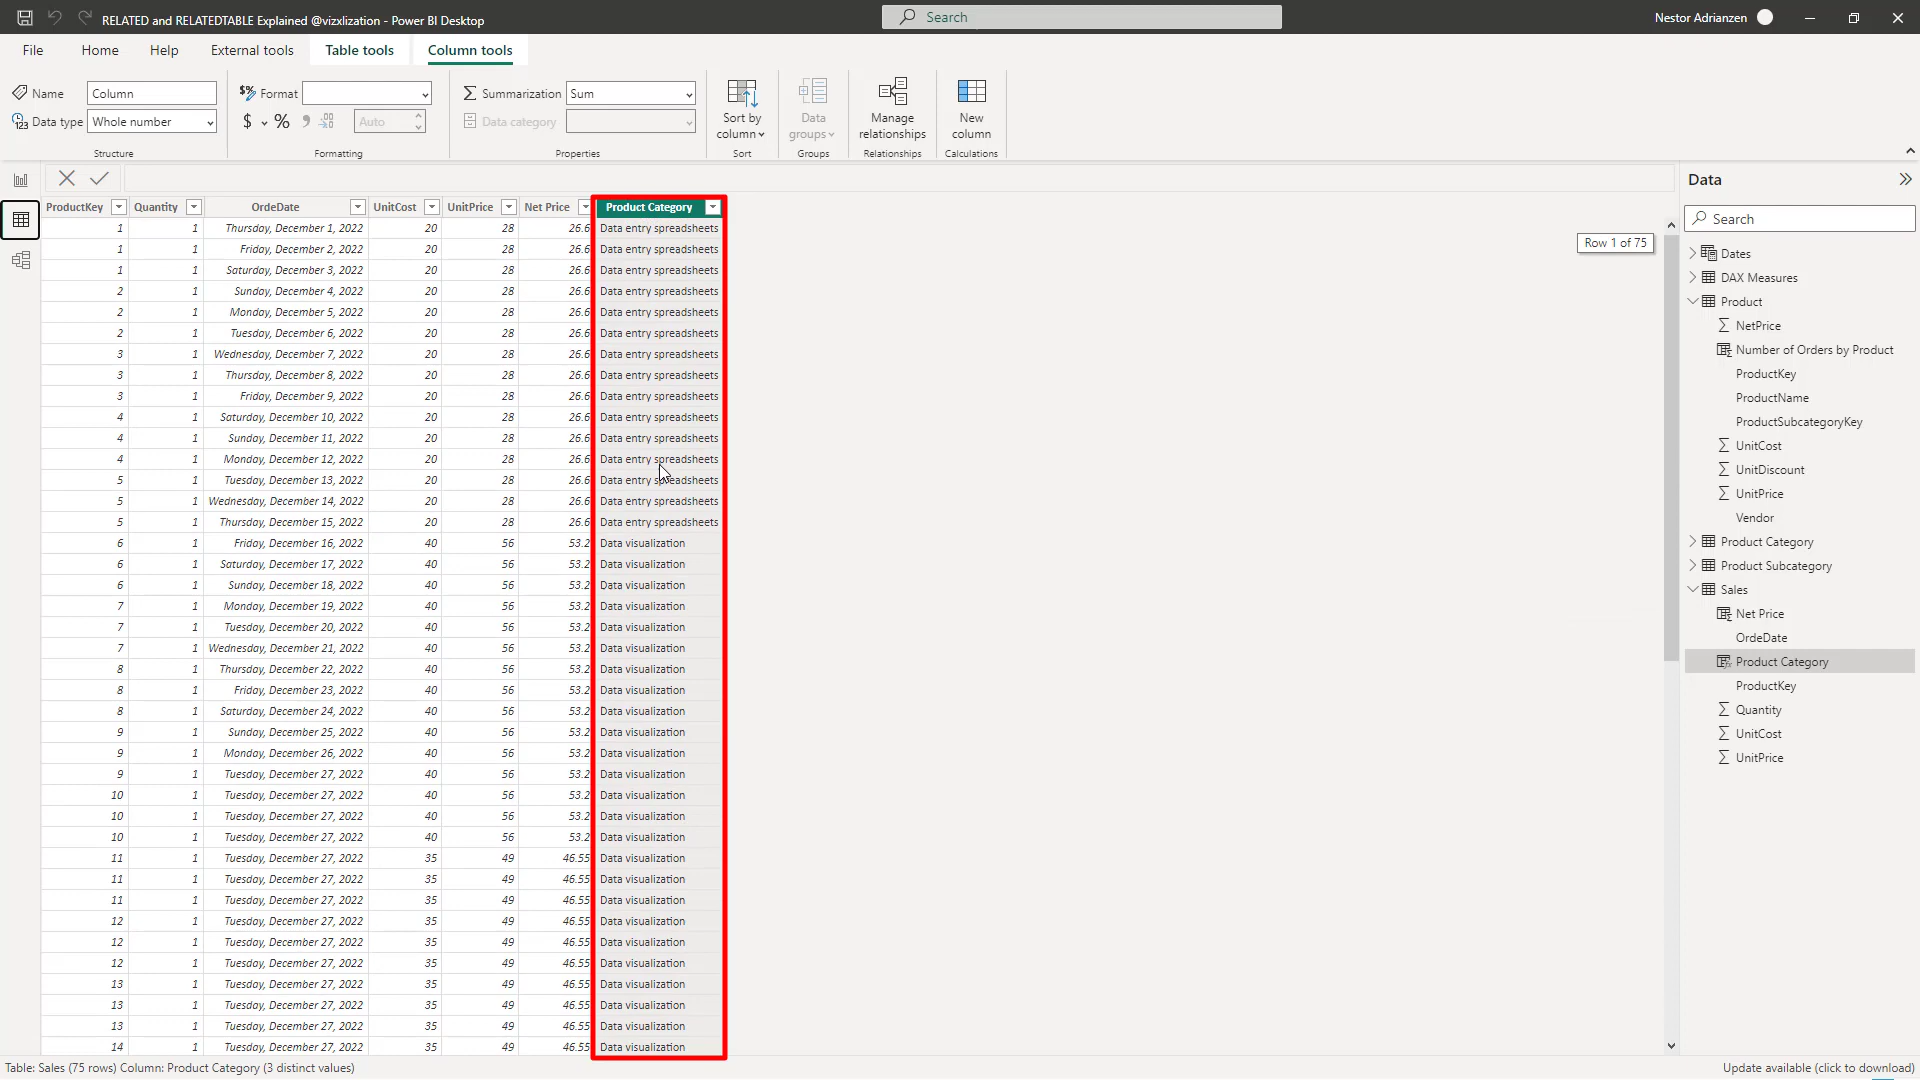 RELATED and RELATEDTABLE Explained @vizxlization - Power BI Desktop
Search
Nestor Adrianzen
File
Home
Help
External tools
Table tools
Column tools
Name
Column
Format
Summarization
Sum
Data type
Whole number
$
%
Auto
Data category
Sort by column
Data groups
Manage relationships
New column
Structure
Formatting
Properties
Sort
Groups
Relationships
Calculations
ProductKey Quantity OrdeDate UnitCost UnitPrice Net Price Product Category
1 1 Thursday, December 1, 2022 20 28 26.6 Data entry spreadsheets
1 1 Friday, December 2, 2022 20 28 26.6 Data entry spreadsheets
1 1 Saturday, December 3, 2022 20 28 26.6 Data entry spreadsheets
2 1 Sunday, December 4, 2022 20 28 26.6 Data entry spreadsheets
2 1 Monday, December 5, 2022 20 28 26.6 Data entry spreadsheets
2 1 Tuesday, December 6, 2022 20 28 26.6 Data entry spreadsheets
3 1 Wednesday, December 7, 2022 20 28 26.6 Data entry spreadsheets
3 1 Thursday, December 8, 2022 20 28 26.6 Data entry spreadsheets
3 1 Friday, December 9, 2022 20 28 26.6 Data entry spreadsheets
4 1 Saturday, December 10, 2022 20 28 26.6 Data entry spreadsheets
4 1 Sunday, December 11, 2022 20 28 26.6 Data entry spreadsheets
4 1 Monday, December 12, 2022 20 28 26.6 Data entry spreadsheets
5 1 Tuesday, December 13, 2022 20 28 26.6 Data entry spreadsheets
5 1 Wednesday, December 14, 2022 20 28 26.6 Data entry spreadsheets
5 1 Thursday, December 15, 2022 20 28 26.6 Data entry spreadsheets
6 1 Friday, December 16, 2022 40 56 53.2 Data visualization
6 1 Saturday, December 17, 2022 40 56 53.2 Data visualization
6 1 Sunday, December 18, 2022 40 56 53.2 Data visualization
7 1 Monday, December 19, 2022 40 56 53.2 Data visualization
7 1 Tuesday, December 20, 2022 40 56 53.2 Data visualization
7 1 Wednesday, December 21, 2022 40 56 53.2 Data visualization
8 1 Thursday, December 22, 2022 40 56 53.2 Data visualization
8 1 Friday, December 23, 2022 40 56 53.2 Data visualization
8 1 Saturday, December 24, 2022 40 56 53.2 Data visualization
9 1 Sunday, December 25, 2022 40 56 53.2 Data visualization
9 1 Monday, December 26, 2022 40 56 53.2 Data visualization
9 1 Tuesday, December 27, 2022 40 56 53.2 Data visualization
10 1 Tuesday, December 27, 2022 40 56 53.2 Data visualization
10 1 Tuesday, December 27, 2022 40 56 53.2 Data visualization
10 1 Tuesday, December 27, 2022 40 56 53.2 Data visualization
11 1 Tuesday, December 27, 2022 35 49 46.55 Data visualization
11 1 Tuesday, December 27, 2022 35 49 46.55 Data visualization
11 1 Tuesday, December 27, 2022 35 49 46.55 Data visualization
12 1 Tuesday, December 27, 2022 35 49 46.55 Data visualization
12 1 Tuesday, December 27, 2022 35 49 46.55 Data visualization
12 1 Tuesday, December 27, 2022 35 49 46.55 Data visualization
13 1 Tuesday, December 27, 2022 35 49 46.55 Data visualization
13 1 Tuesday, December 27, 2022 35 49 46.55 Data visualization
13 1 Tuesday, December 27, 2022 35 49 46.55 Data visualization
14 1 Tuesday, December 27, 2022 35 49 46.55 Data visualization
Row 1 of 75
Data
Search
Dates
DAX Measures
Product
NetPrice
Number of Orders by Product
ProductKey
ProductName
ProductSubcategoryKey
UnitCost
UnitDiscount
UnitPrice
Vendor
Product Category
Product Subcategory
Sales
Net Price
OrdeDate
Product Category
ProductKey
Quantity
UnitCost
UnitPrice
Table: Sales (75 rows) Column: Product Category (3 distinct values)
Update available (click to download)